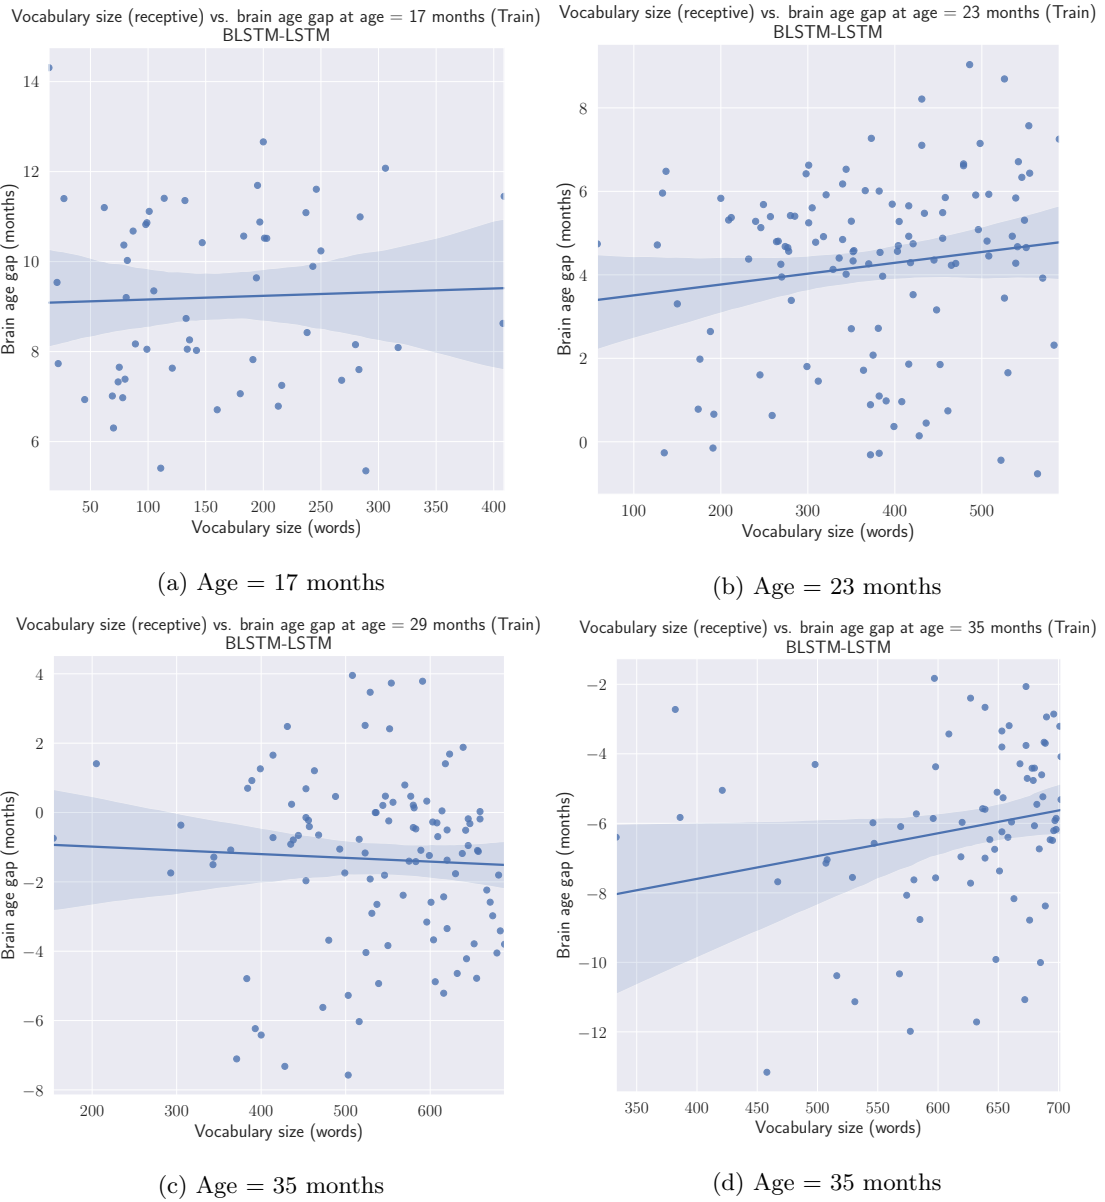 Vocabulary size (receptive) vs. brain age gap at age = 17 months (Train)
BLSTM-LSTM
14
12
10
8
6
Brain age gap (months)
50 100 150 200 250 300 350 400
Vocabulary size (words)
(a) Age = 17 months
Vocabulary size (receptive) vs. brain age gap at age = 23 months (Train)
BLSTM-LSTM
8
6
4
2
0
Brain age gap (months)
100 200 300 400 500
Vocabulary size (words)
(b) Age = 23 months
Vocabulary size (receptive) vs. brain age gap at age = 29 months (Train)
BLSTM-LSTM
4
2
0
−2
−4
−6
−8
Brain age gap (months)
200 300 400 500 600
Vocabulary size (words)
(c) Age = 35 months
Vocabulary size (receptive) vs. brain age gap at age = 35 months (Train)
BLSTM-LSTM
−2
−4
−6
−8
−10
−12
Brain age gap (months)
350 400 450 500 550 600 650 700
Vocabulary size (words)
(d) Age = 35 months